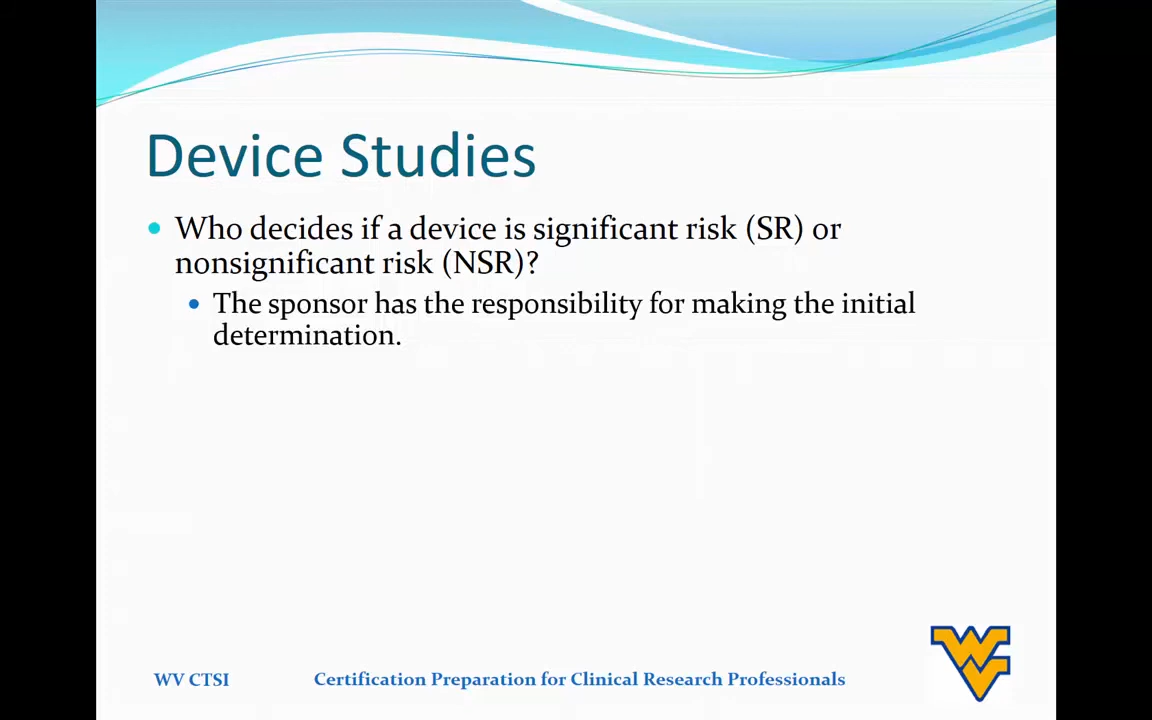 Device Studies
Who decides if a device is significant risk (SR) or
nonsignificant risk (NSR)?
The sponsor has the responsibility for making the initial
determination.
WV CTSI
Certification Preparation for Clinical Research Professionals
WV